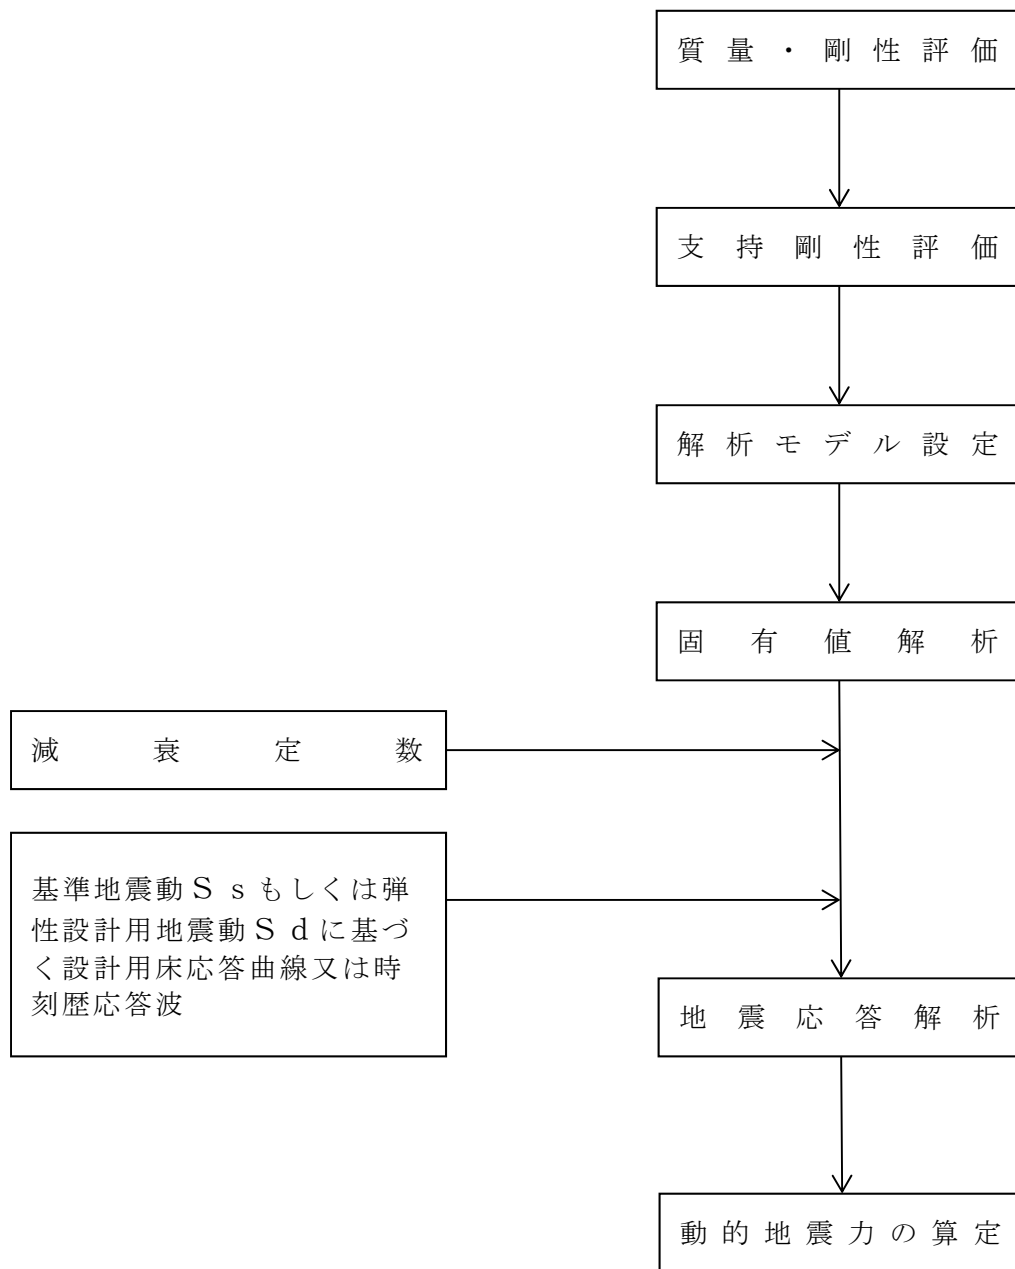 質量・剛性評価
支持剛性評価
解析モデル設定
固有値解析
減衰定数
基準地震動Ｓｓもしくは弾
性設計用地震動Ｓｄに基づ
く設計用床応答曲線又は時
刻歴応答波
地震応答解析
動的地震力の算定